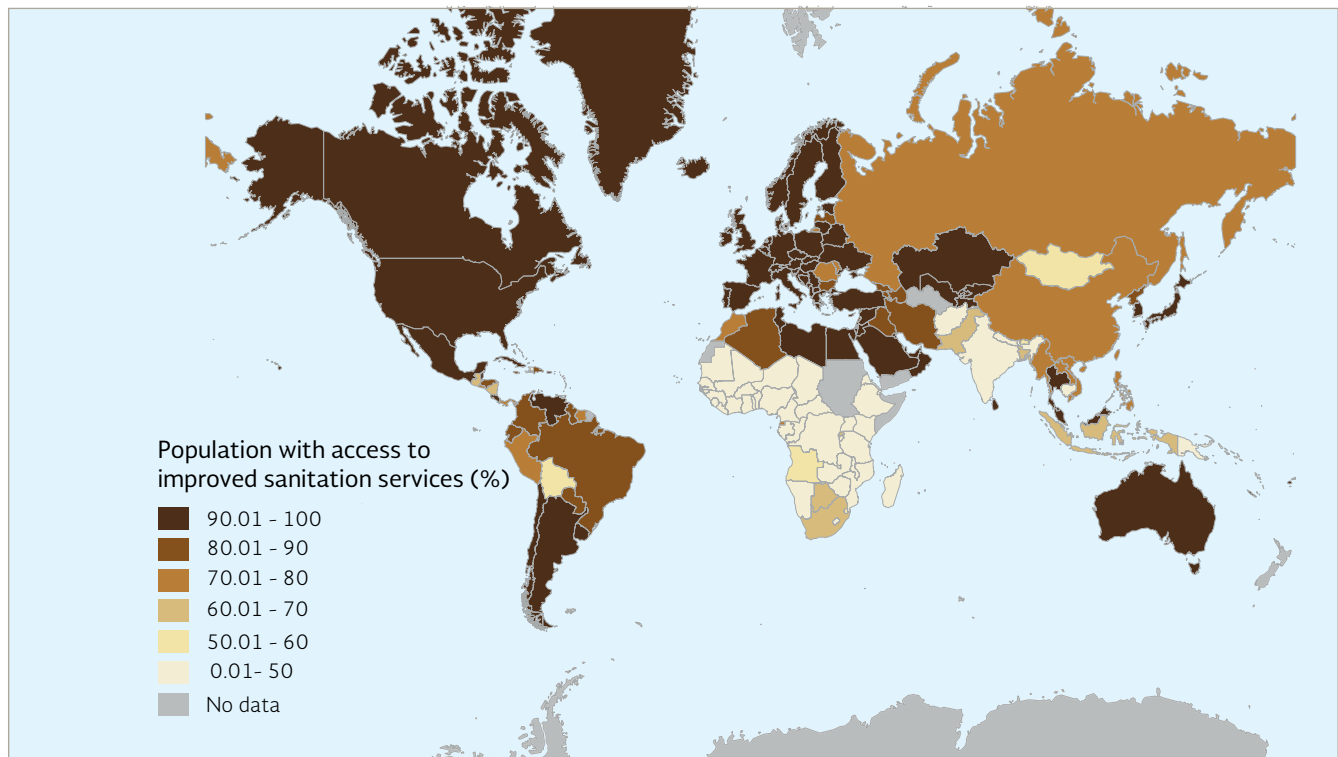 Population with access to
improved sanitation services (%)
90.01 - 100
80.01 - 90
70.01 - 80
60.01 - 70
50.01 - 60
0.01- 50
No data